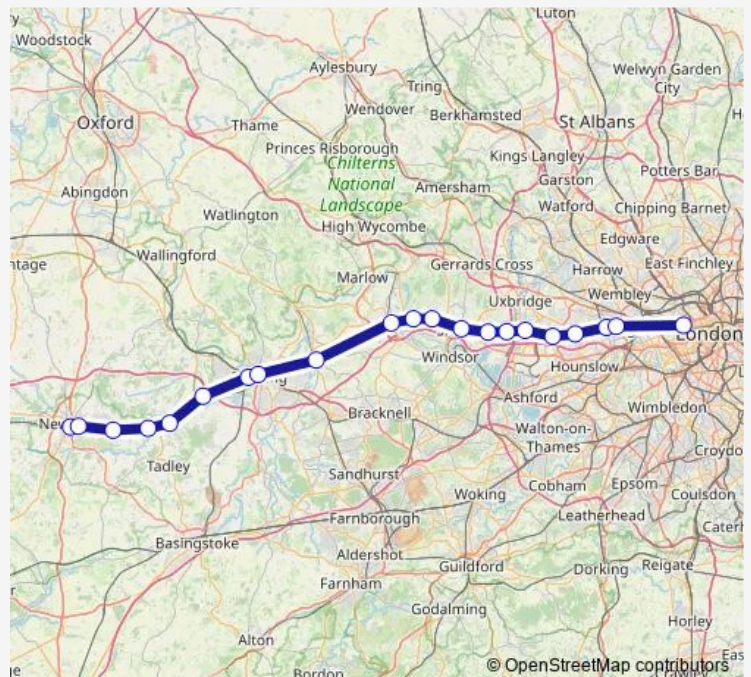 Luton
Woodstock
Welwyn Garden
City
Aylesbury
Tring
Wendover
Berkhamsted
St Albans
Oxford
Thame
Princes Risborough
Kings Langley
Chilterns
National
Landscape
Garston
Potters Bar
Abingdon
Amersham
Watford
Chipping Barnet
Watlington
High Wycombe
Edgware
Wallingford
Gerrards Cross
Harrow
East Finchley
ntage
Marlow
Uxbridge
Wembley
London
Windsor
Hounslow
Ashford
Bracknell
Wimbledon
Walton-on-
Thames
Croydo
Tadley
Sandhurst
Woking
Cobham
Epsom
Coulsdon
Leatherhead
Farnborough
Cater
Basingstoke
Aldershot
Guildford
Dorking
Reigate
Farnham
Godalming
Horley
Alton
Bordon
© OpenStreetMap contributors